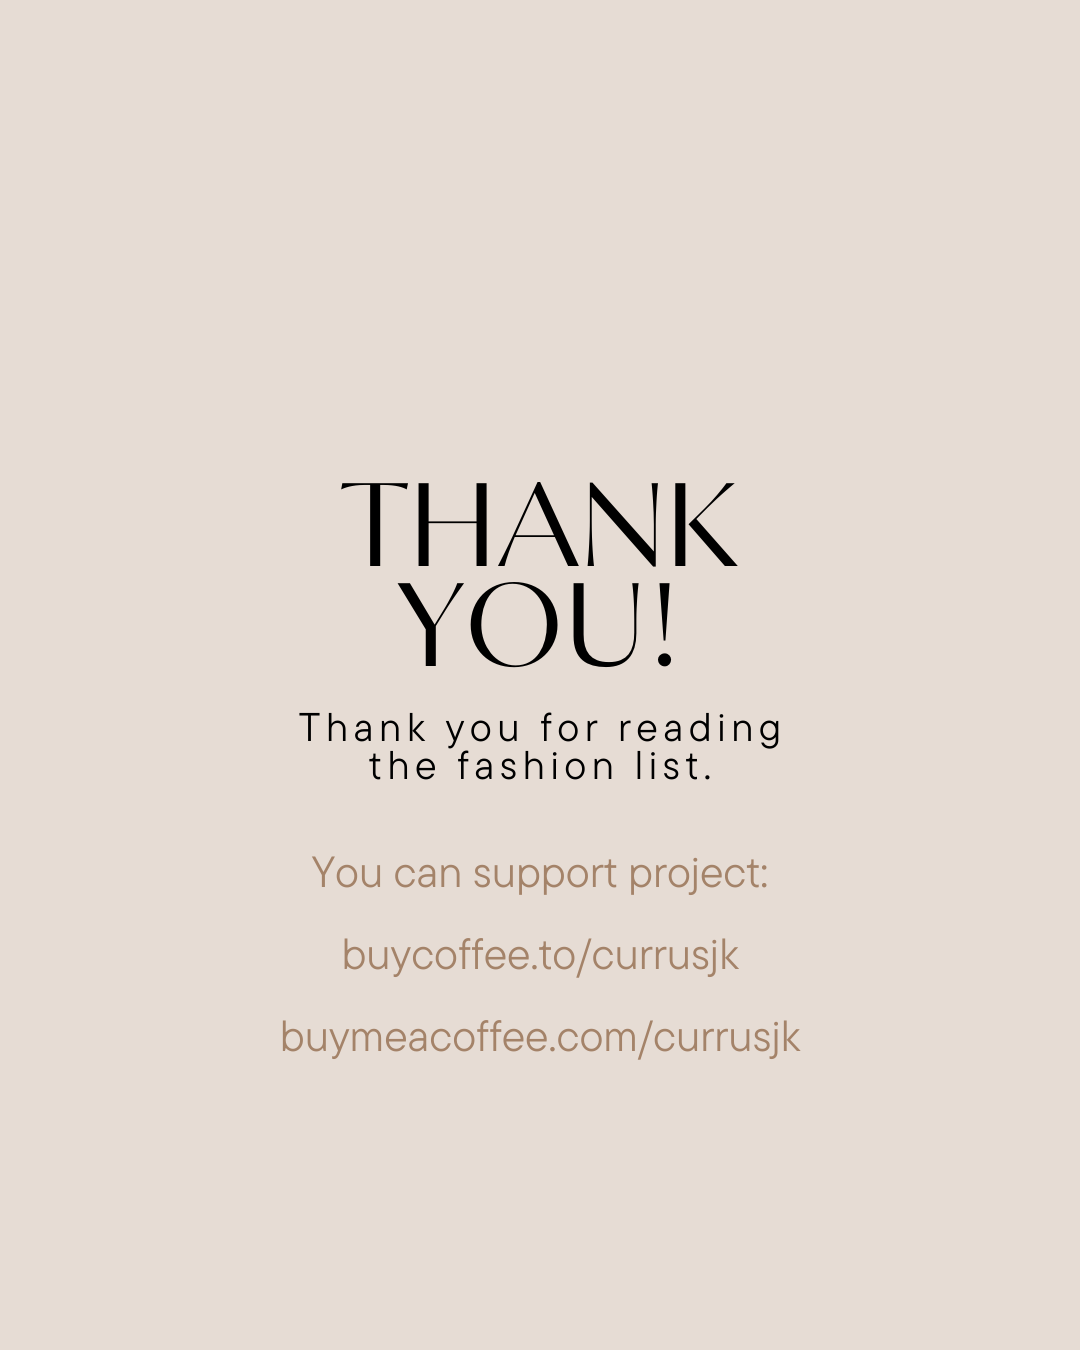 THANK
YOU!
Thank you for reading
the fashion list.
You can support project:
buycoffee.to/currusjk
buymeacoffee.com/currusjk